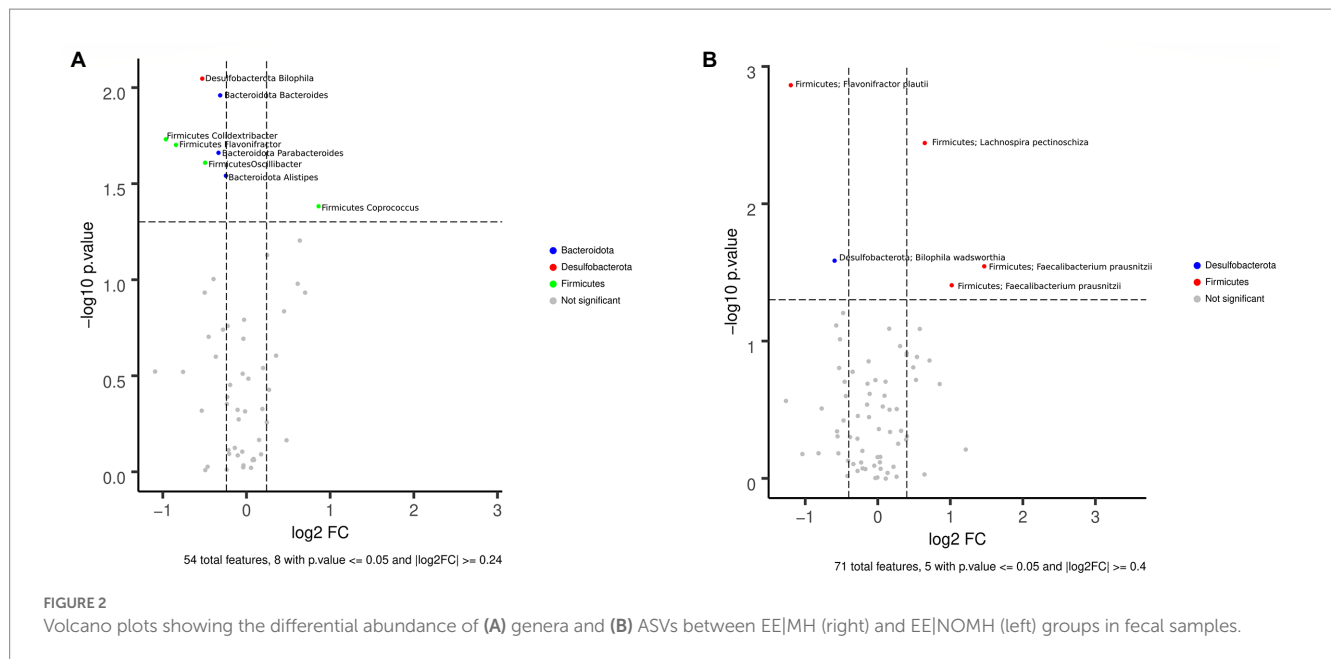 A
2.0
1.5
1.0
0.5
0.0
−log10 p.value
Desulfobacterota Bilophila
Bacteroidota Bacteroides
Firmicutes Colidextribacter
Firmicutes Flavonifractor
Bacteroidota Parabacteroides
FirmicutesOscillibacter
Bacteroidota Alistipes
Firmicutes Coprococcus
Bacteroidota
Desulfobacterota
Firmicutes
Not significant
−1 0 1 2 3
log2 FC
54 total features, 8 with p.value <= 0.05 and |log2FC| >= 0.24
B
3
2
1
0
−log10 p.value
Firmicutes; Flavonifractor plautii
Firmicutes; Lachnospira pectinoschiza
Desulfobacterota; Bilophila wadsworthia
Firmicutes; Faecalibacterium prausnitzii
Firmicutes; Faecalibacterium prausnitzii
Desulfobacterota
Firmicutes
Not significant
−1 0 1 2 3
log2 FC
71 total features, 5 with p.value <= 0.05 and |log2FC| >= 0.4
FIGURE 2
Volcano plots showing the differential abundance of (A) genera and (B) ASVs between EE|MH (right) and EE|NOMH (left) groups in fecal samples.